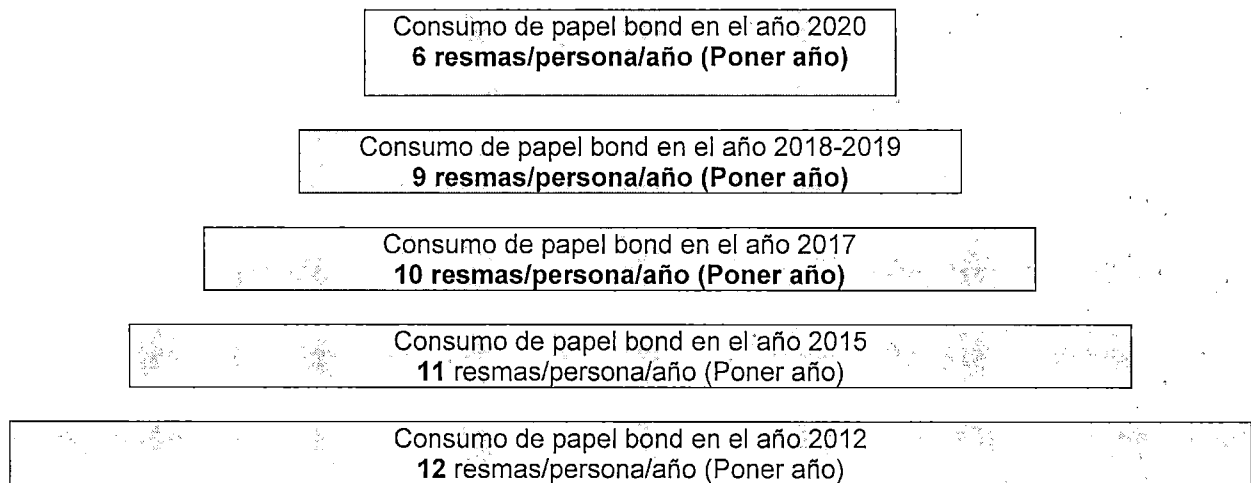 Consumo de papel bond en el año 2020
6 resmas/persona/año (Poner año)
Consumo de papel bond en el año 2018-2019
9 resmas/persona/año (Poner año)
Consumo de papel bond en el año 2017
10 resmas/persona/año (Poner año)
Consumo de papel bond en el año 2015
11 resmas/persona/año (Poner año)
Consumo de papel bond en el año 2012
12 resmas/persona/año (Poner año)